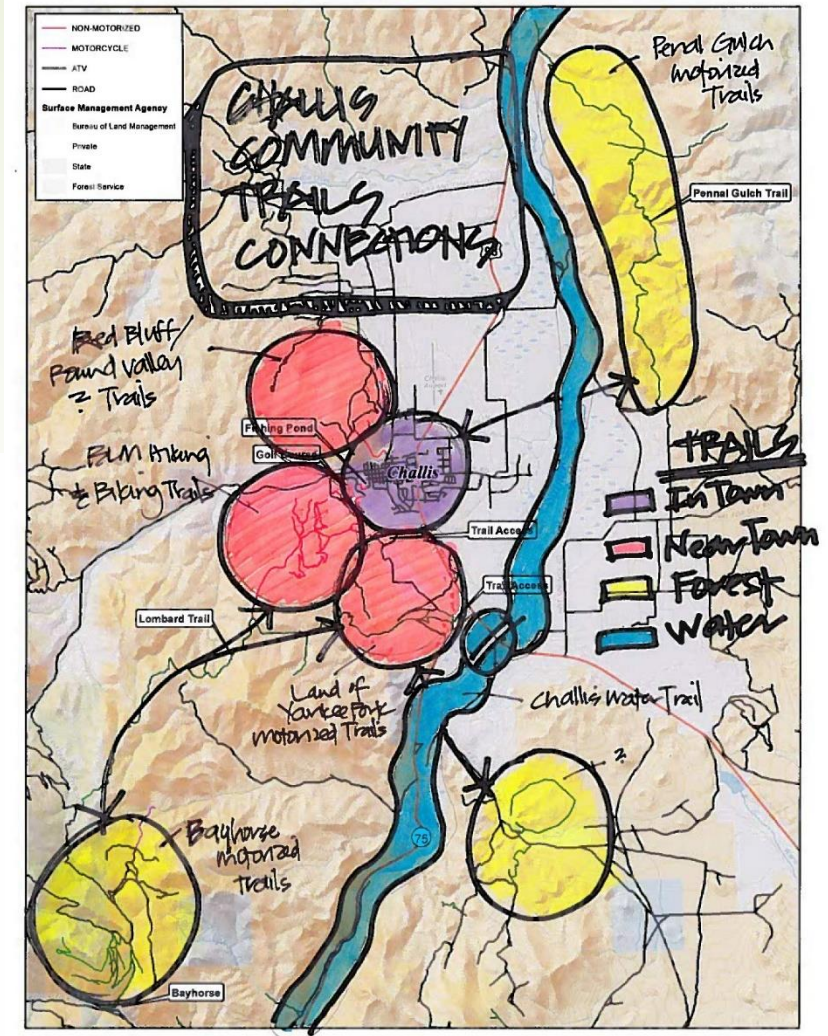 NON-MOTORIZED
MOTORCYCLE
ATV
ROAD
Surface Management Agency
Bureau of Land Management
Private
State
Forest Service
CHALLIS
COMMUNITY
TRAILS
CONNECTIONS
Penal Gulch
motorized
Trails
Pennal Gulch Trail
Red Bluff/
Round Valley
? Trails
Fishing Pond
BLM Hiking
& Biking Trails
Challis
TRAILS
In Town
Near Town
Forest
Water
Trail Access
Trail Access
Lombard Trail
Land of
Yankee Fork
motorized Trails
Challis Water Trail
?
75
Bayhorse
motorized
trails
Bayhorse